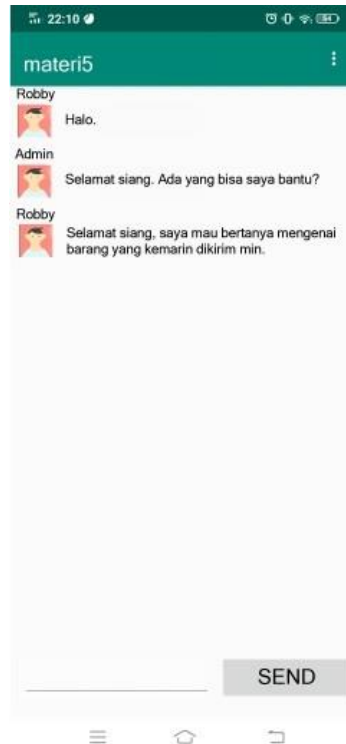 22:10
materi5
Robby
Halo.
Admin
Selamat siang. Ada yang bisa saya bantu?
Robby
Selamat siang, saya mau bertanya mengenai
barang yang kemarin dikirim min.
SEND